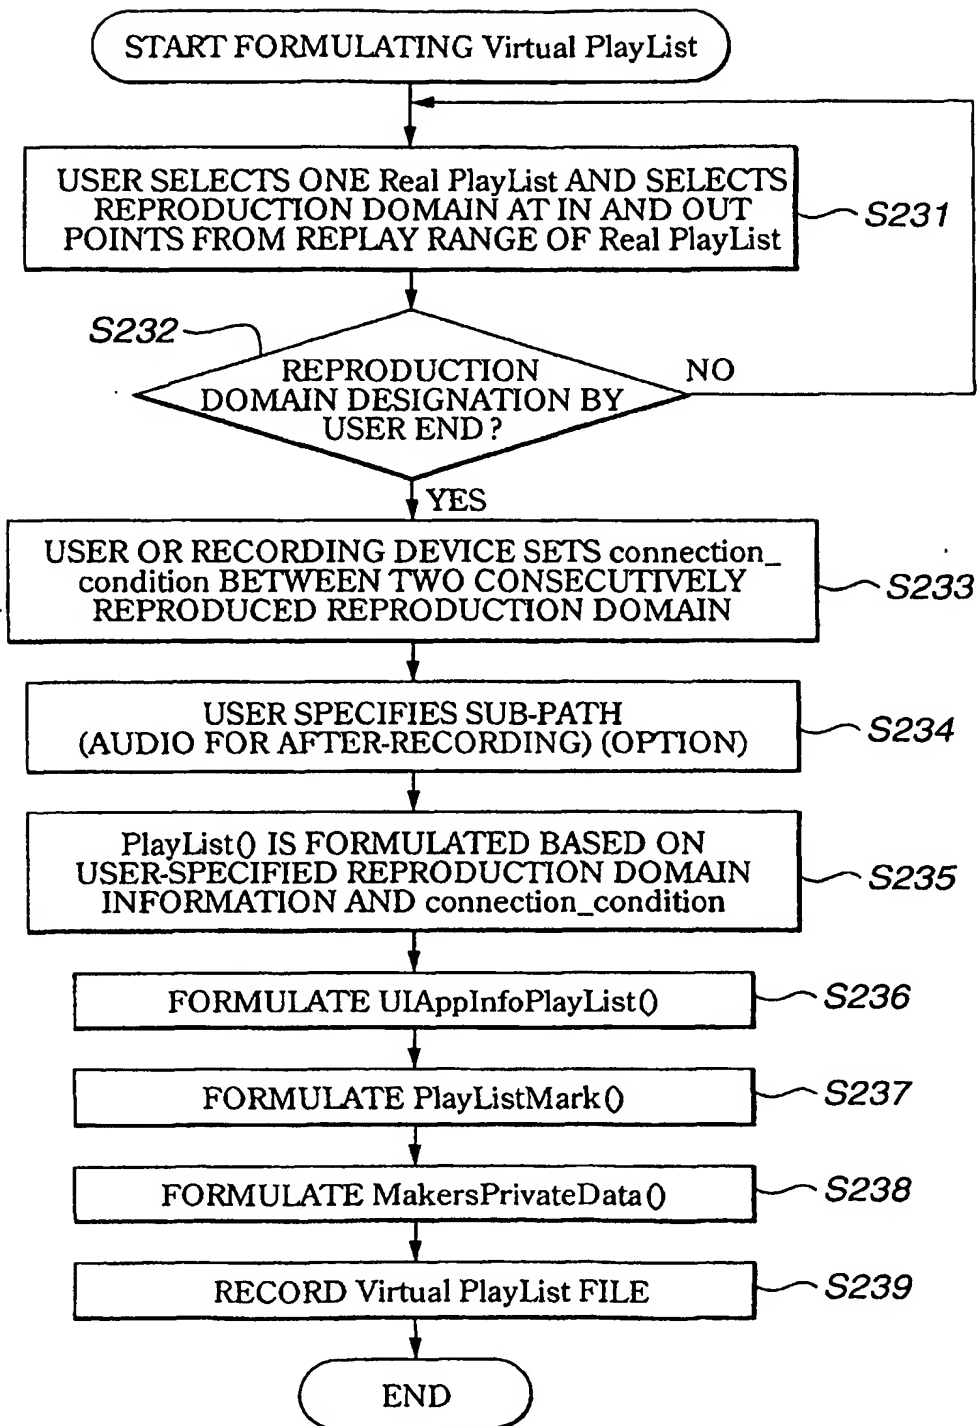 START FORMULATING Virtual PlayList
USER SELECTS ONE Real PlayList AND SELECTS
REPRODUCTION DOMAIN AT IN AND OUT
POINTS FROM REPLAY RANGE OF Real PlayList
S231
S232
REPRODUCTION
DOMAIN DESIGNATION BY
USER END?
NO
YES
USER OR RECORDING DEVICE SETS connection_
condition BETWEEN TWO CONSECUTIVELY
REPRODUCED REPRODUCTION DOMAIN
S233
USER SPECIFIES SUB-PATH
(AUDIO FOR AFTER-RECORDING) (OPTION)
S234
PlayList() IS FORMULATED BASED ON
USER-SPECIFIED REPRODUCTION DOMAIN
INFORMATION AND connection_condition
S235
FORMULATE UIAppInfoPlayList()
S236
FORMULATE PlayListMark()
S237
FORMULATE MakersPrivateData()
S238
RECORD Virtual PlayList FILE
S239
END